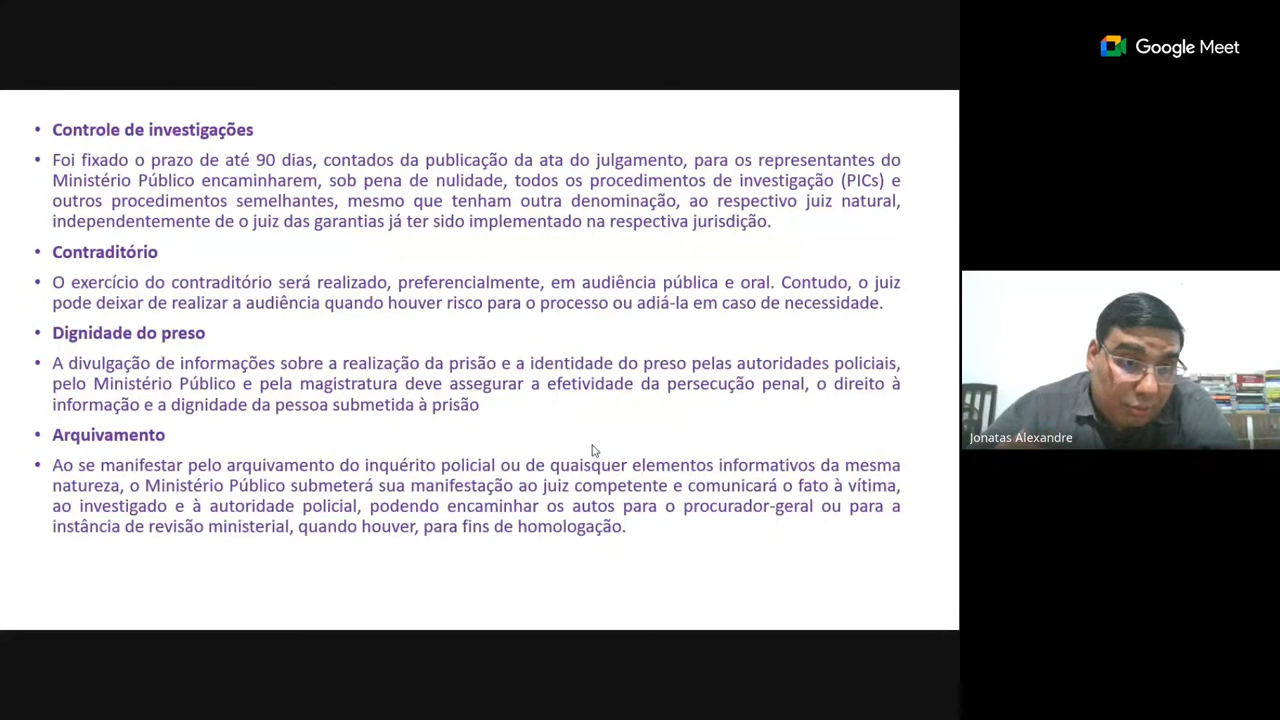 Google Meet
• Controle de investigações
• Foi fixado o prazo de até 90 dias, contados da publicação da ata do julgamento, para os representantes do
Ministério Público encaminharem, sob pena de nulidade, todos os procedimentos de investigação (PICs) e
outros procedimentos semelhantes, mesmo que tenham outra denominação, ao respectivo juiz natural,
independentemente de o juiz das garantias já ter sido implementado na respectiva jurisdição.
• Contraditório
• O exercício do contraditório será realizado, preferencialmente, em audiência pública e oral. Contudo, o juiz
pode deixar de realizar a audiência quando houver risco para o processo ou adiá-la em caso de necessidade.
• Dignidade do preso
• A divulgação de informações sobre a realização da prisão e a identidade do preso pelas autoridades policiais,
pelo Ministério Público e pela magistratura deve assegurar a efetividade da persecução penal, o direito à
informação e a dignidade da pessoa submetida à prisão
• Arquivamento
• Ao se manifestar pelo arquivamento do inquérito policial ou de quaisquer elementos informativos da mesma
natureza, o Ministério Público submeterá sua manifestação ao juiz competente e comunicará o fato à vítima,
ao investigado e à autoridade policial, podendo encaminhar os autos para o procurador-geral ou para a
instância de revisão ministerial, quando houver, para fins de homologação.
Jonatas Alexandre